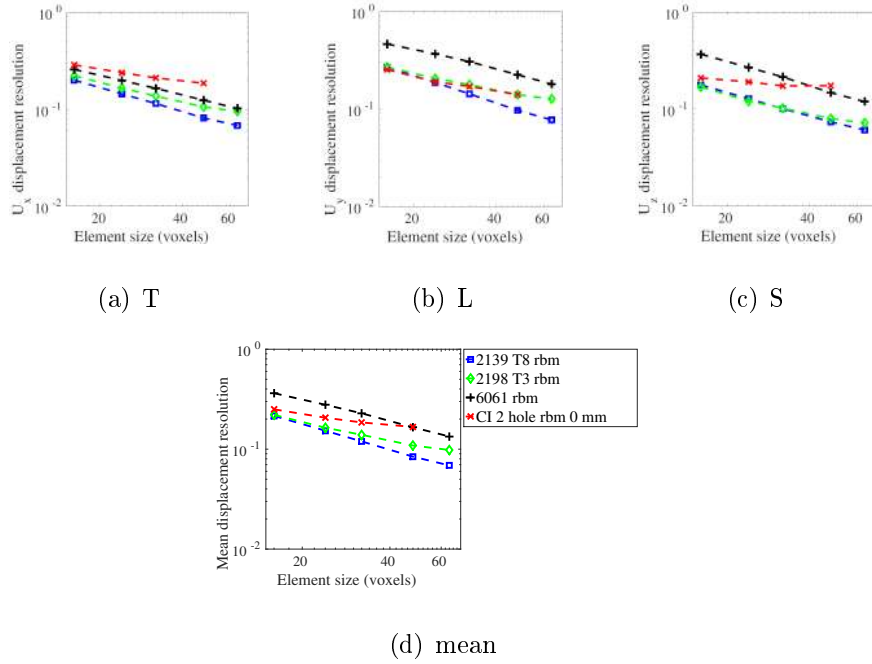 10^0
10^-1
10^-2
U_x displacement resolution
20 40 60
Element size (voxels)
(a) T
10^0
10^-1
10^-2
U_y displacement resolution
20 40 60
Element size (voxels)
(b) L
10^0
10^-1
10^-2
U_z displacement resolution
20 40 60
Element size (voxels)
(c) S
10^0
10^-1
10^-2
Mean displacement resolution
20 40 60
Element size (voxels)
2139 T8 rbm
2198 T3 rbm
6061 rbm
CI 2 hole rbm 0 mm
(d) mean